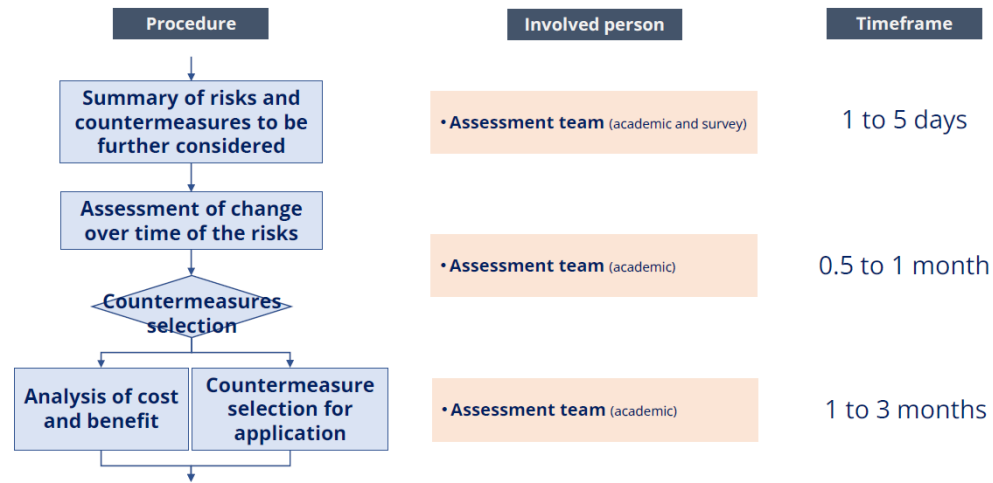 Procedure
Involved person
Timeframe
Summary of risks and
countermeasures to be
further considered
• Assessment team (academic and survey)
1 to 5 days
Assessment of change
over time of the risks
• Assessment team (academic)
0.5 to 1 month
Countermeasures
selection
Analysis of cost
and benefit
Countermeasure
selection for
application
• Assessment team (academic)
1 to 3 months